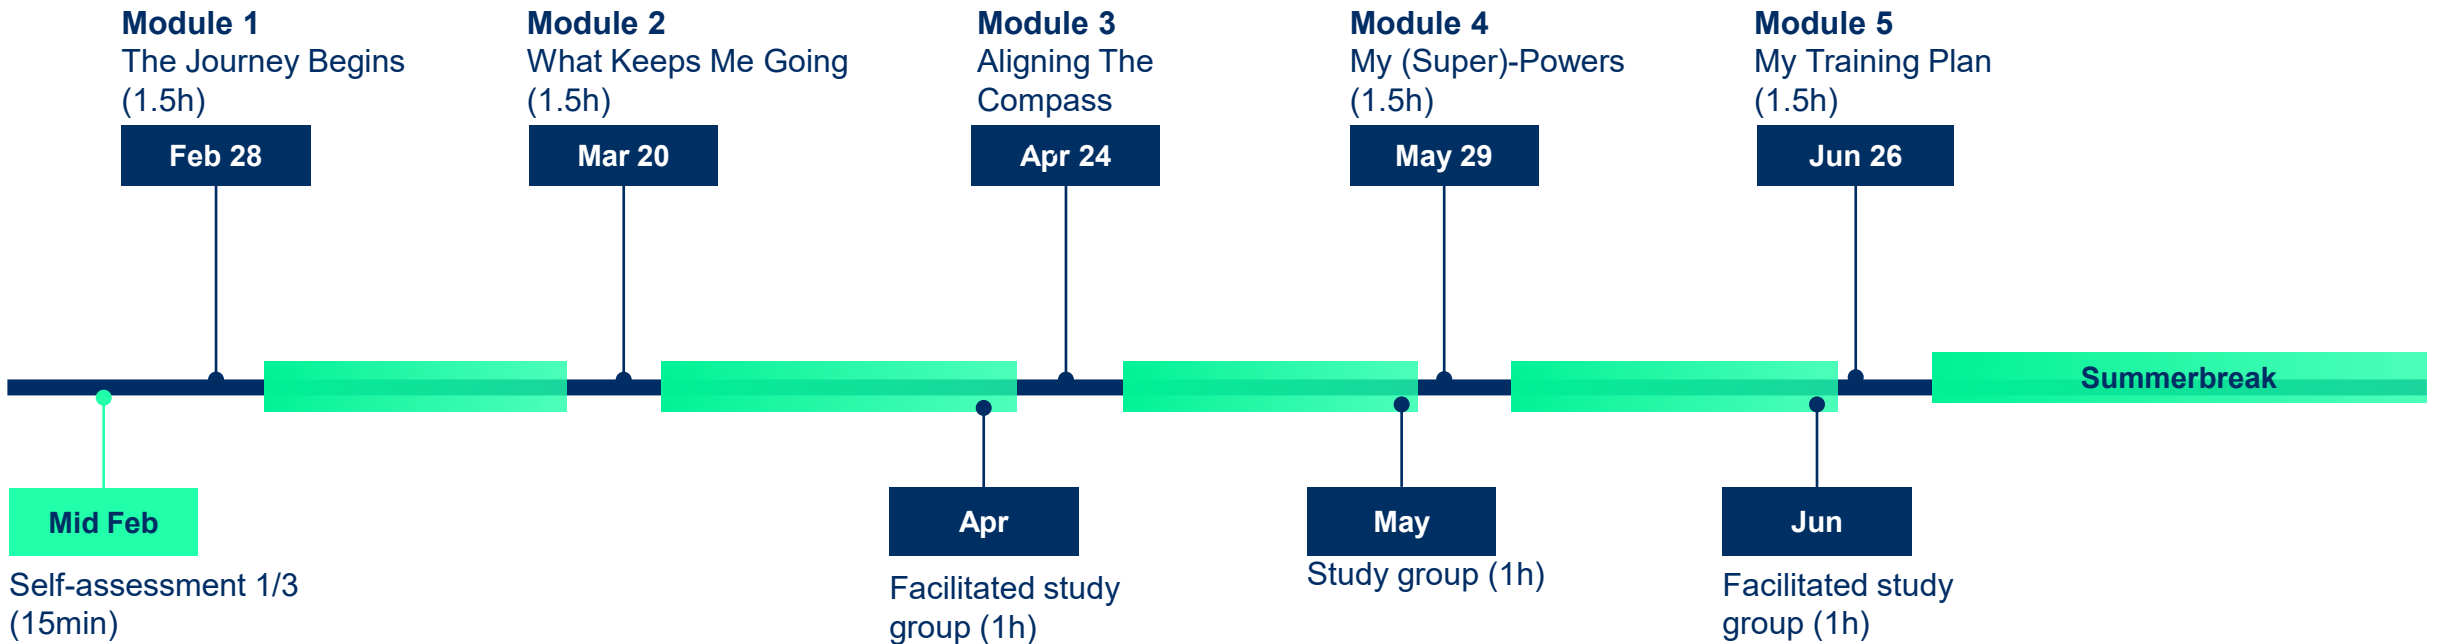 Module 1
The Journey Begins
(1.5h)
Feb 28
Module 2
What Keeps Me Going
(1.5h)
Mar 20
Module 3
Aligning The
Compass
Apr 24
Module 4
My (Super)-Powers
(1.5h)
May 29
Module 5
My Training Plan
(1.5h)
Jun 26
Summerbreak
Mid Feb
Self-assessment 1/3
(15min)
Apr
Facilitated study
group (1h)
May
Study group (1h)
Jun
Facilitated study
group (1h)